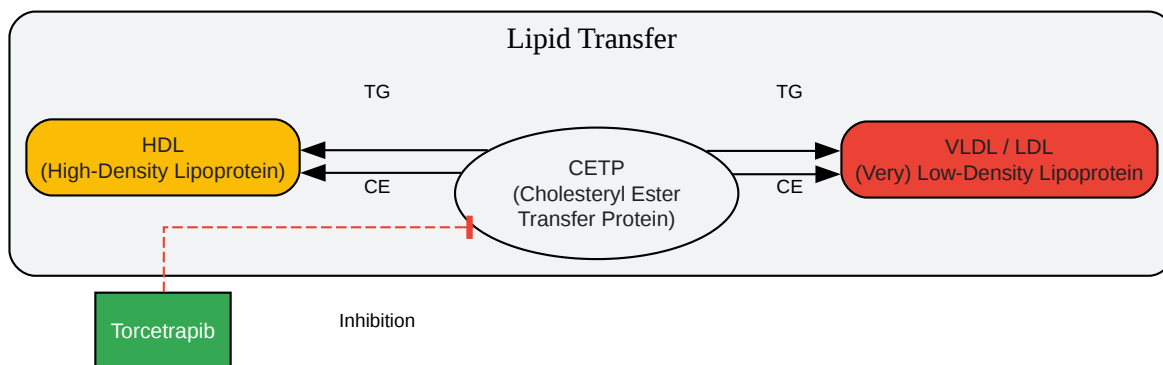 Lipid Transfer
TG
TG
HDL
(High-Density Lipoprotein)
CETP
(Cholesteryl Ester
Transfer Protein)
VLDL / LDL
(Very) Low-Density Lipoprotein
CE
CE
Torcetrapib
Inhibition